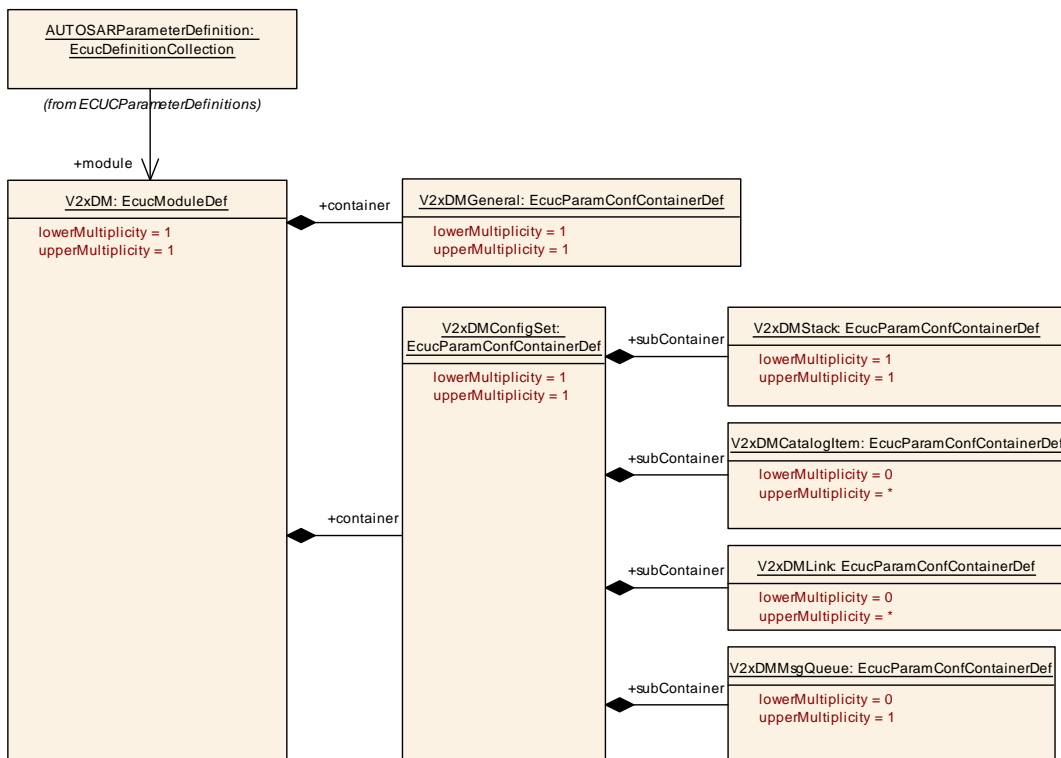 AUTOSARParameterDefinition:
EcucDefinitionCollection
(from ECUCParameterDefinitions)
+module
V2xDM: EcucModuleDef
lowerMultiplicity = 1
upperMultiplicity = 1
+container
V2xDMGeneral: EcucParamConfContainerDef
lowerMultiplicity = 1
upperMultiplicity = 1
+container
V2xDMConfigSet:
EcucParamConfContainerDef
lowerMultiplicity = 1
upperMultiplicity = 1
+subContainer
V2xDMStack: EcucParamConfContainerDef
lowerMultiplicity = 1
upperMultiplicity = 1
+subContainer
V2xDMCatalogItem: EcucParamConfContainerDef
lowerMultiplicity = 0
upperMultiplicity = *
+subContainer
V2xDMLink: EcucParamConfContainerDef
lowerMultiplicity = 0
upperMultiplicity = *
+subContainer
V2xDMMsgQueue: EcucParamConfContainerDef
lowerMultiplicity = 0
upperMultiplicity = 1